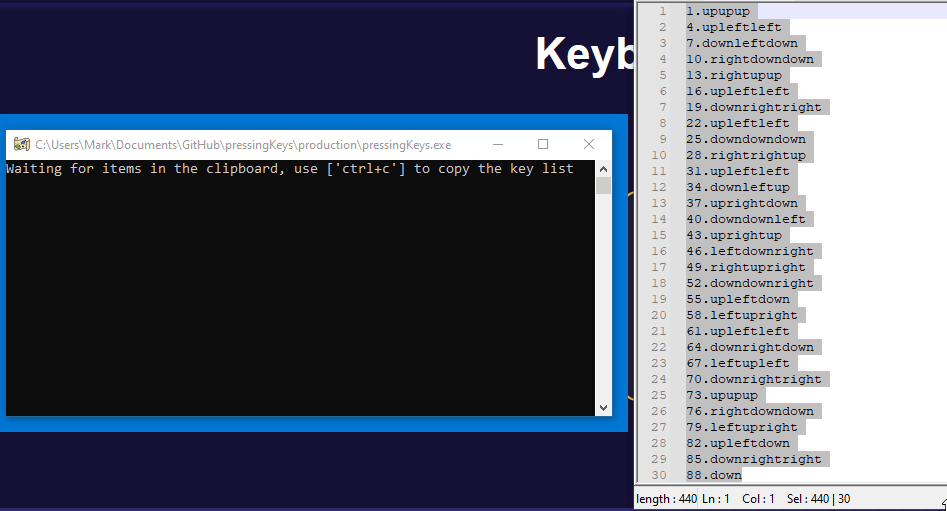 Keyb
C:\Users\Mark\Documents\GitHub\pressingKeys\production\pressingKeys.exe
Waiting for items in the clipboard, use ['ctrl+c'] to copy the key list
1 1.upupup
2 4.upleftleft
3 7.downleftdown
4 10.rightdowndown
5 13.rightupup
6 16.upleftleft
7 19.downrightright
8 22.upleftleft
9 25.downdowndown
10 28.rightrightup
11 31.upleftleft
12 34.downleftup
13 37.uprightdown
14 40.downdownleft
15 43.uprightup
16 46.leftdownright
17 49.rightupright
18 52.downdownright
19 55.upleftdown
20 58.leftupright
21 61.upleftleft
22 64.downrightdown
23 67.leftupleft
24 70.downrightright
25 73.upupup
26 76.rightdowndown
27 79.leftupright
28 82.upleftdown
29 85.downrightright
30 88.down
length : 440 Ln : 1 Col : 1 Sel : 440 | 30